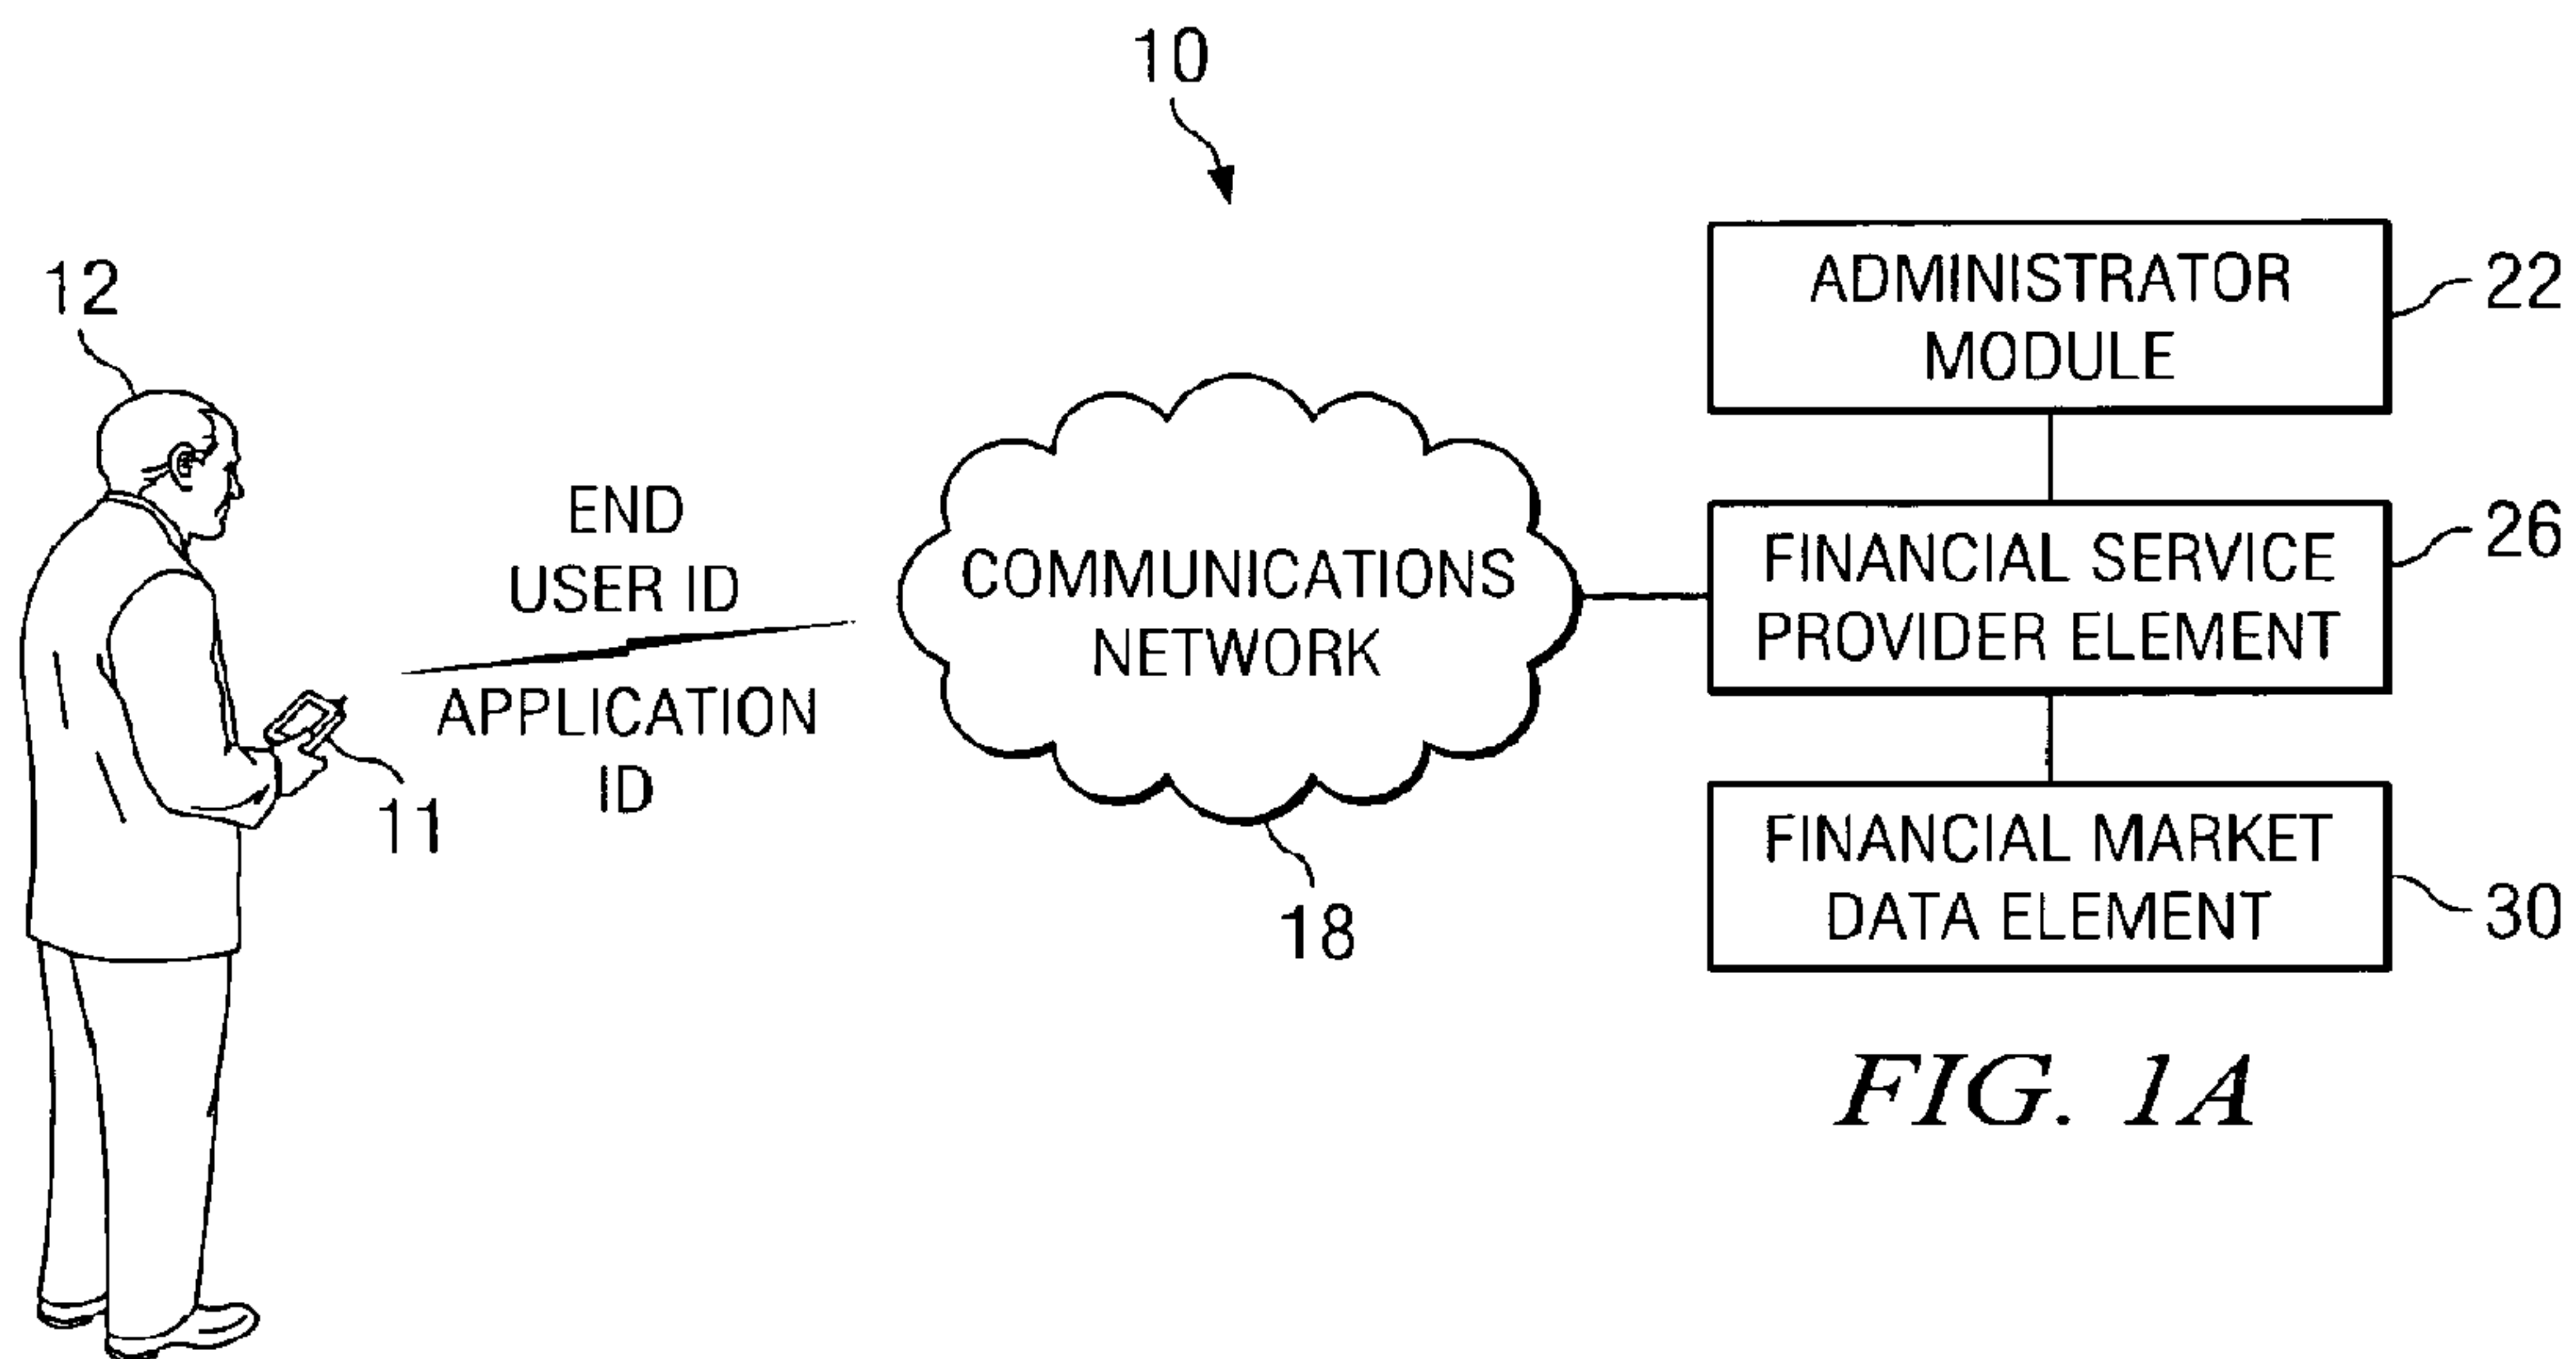 10
12
END
USER ID
APPLICATION
ID
11
COMMUNICATIONS
NETWORK
18
ADMINISTRATOR
MODULE
22
FINANCIAL SERVICE
PROVIDER ELEMENT
26
FINANCIAL MARKET
DATA ELEMENT
30
FIG. 1A